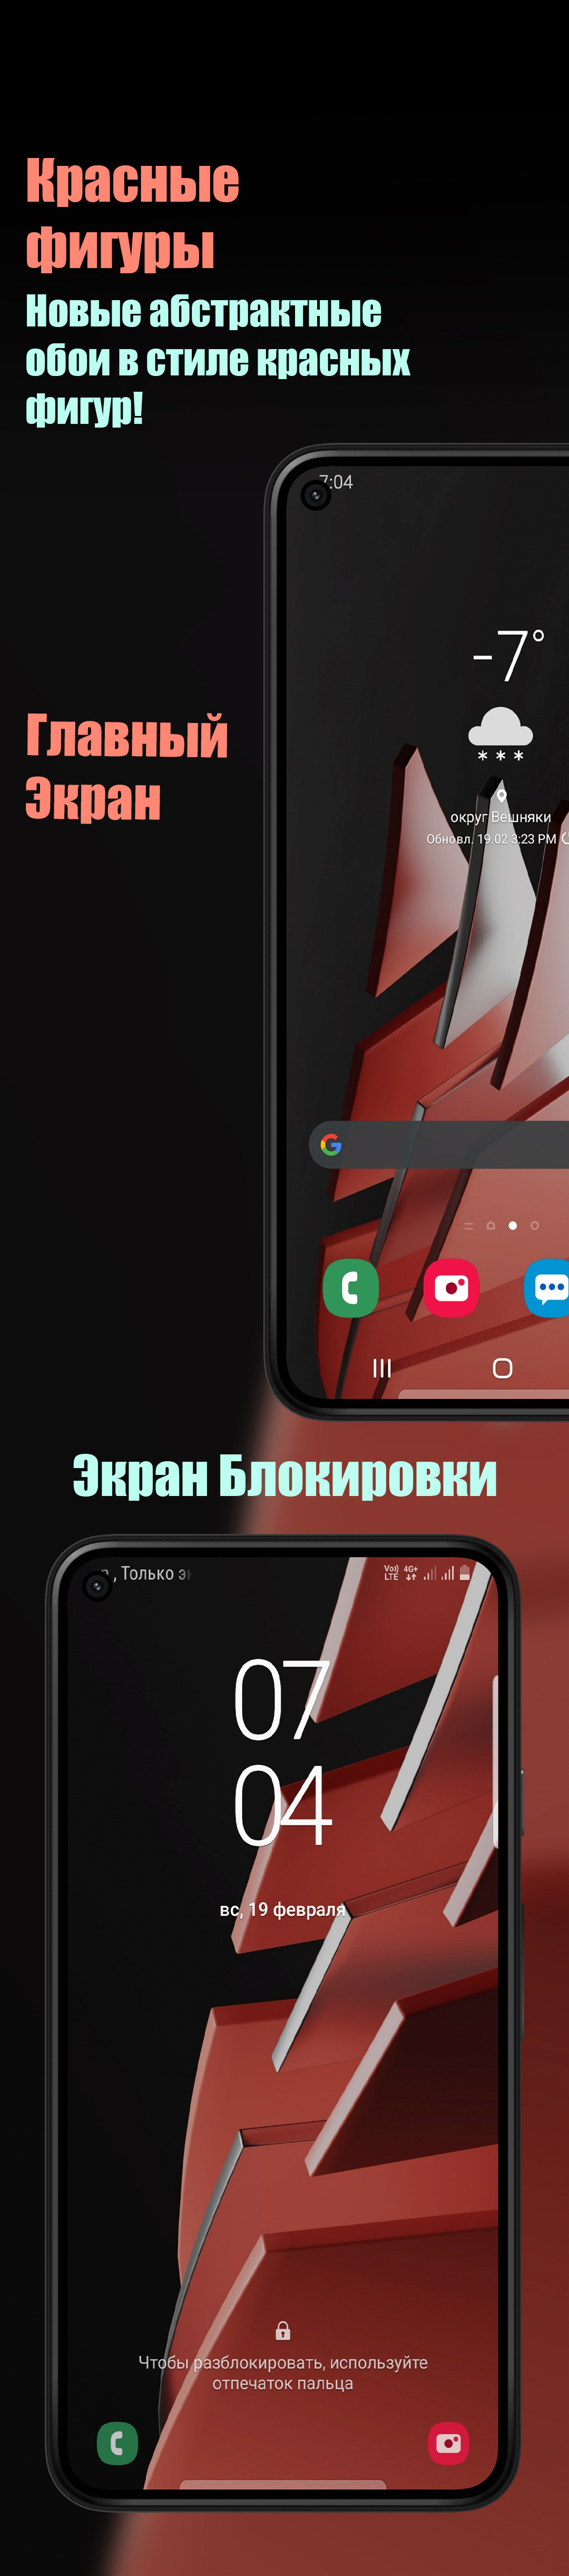 Красные
фигуры
Новые абстрактные
обои в стиле красных
фигур!
7:04
-7°
Главный
Экран
округ Вешняки
Обновл. 19.02 3:23 PM
G
Экран Блокировки
, Только
Vo)) LTE 4G+
07
04
вс, 19 февраля
Чтобы разблокировать, используйте
отпечаток пальца